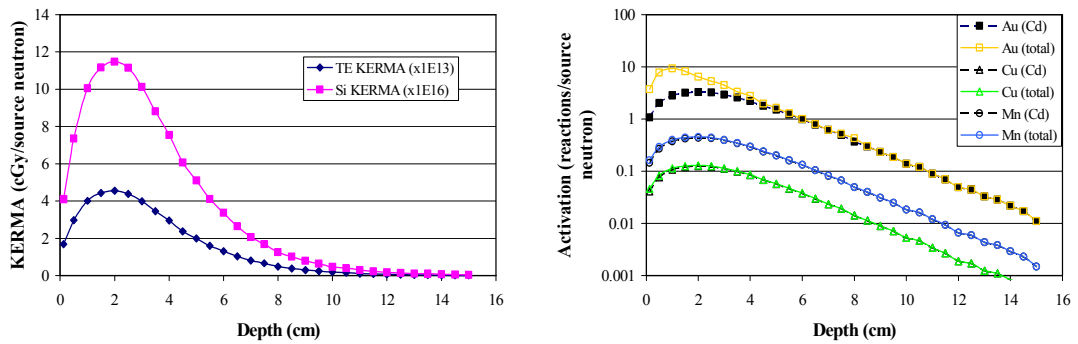 KERMA (cGy/source neutron)
14
12
10
8
6
4
2
0
TE KERMA (x1E13)
Si KERMA (x1E16)
0 2 4 6 8 10 12 14 16
Depth (cm)
Activation (reactions/source
neutron)
100
10
1
0.1
0.01
0.001
Au (Cd)
Au (total)
Cu (Cd)
Cu (total)
Mn (Cd)
Mn (total)
0 2 4 6 8 10 12 14 16
Depth (cm)